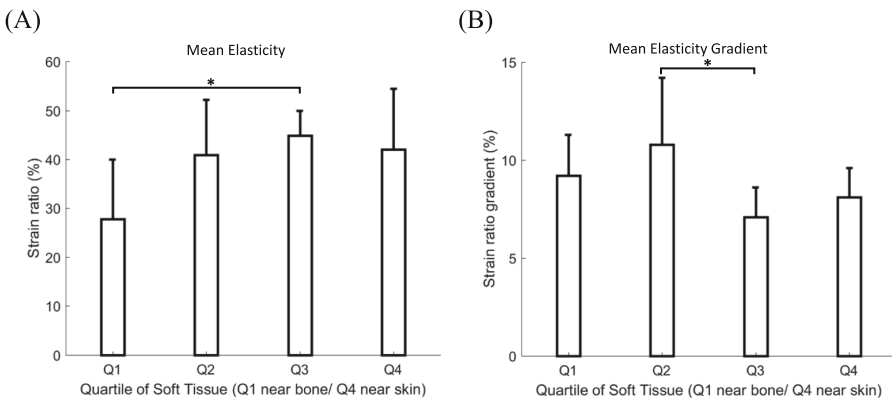 (A)
Mean Elasticity
60
50
40
30
20
10
0
Strain ratio (%)
*
Q1 Q2 Q3 Q4
Quartile of Soft Tissue (Q1 near bone/ Q4 near skin)
(B)
Mean Elasticity Gradient
15
10
5
0
Strain ratio gradient (%)
*
Q1 Q2 Q3 Q4
Quartile of Soft Tissue (Q1 near bone/ Q4 near skin)